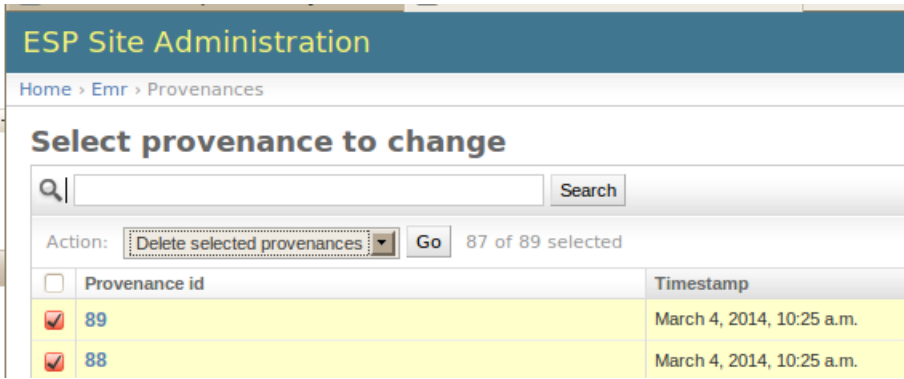 ESP Site Administration
Home › Emr › Provenances
Select provenance to change
Search
Action: Delete selected provenances Go 87 of 89 selected
Provenance id Timestamp
89 March 4, 2014, 10:25 a.m.
88 March 4, 2014, 10:25 a.m.